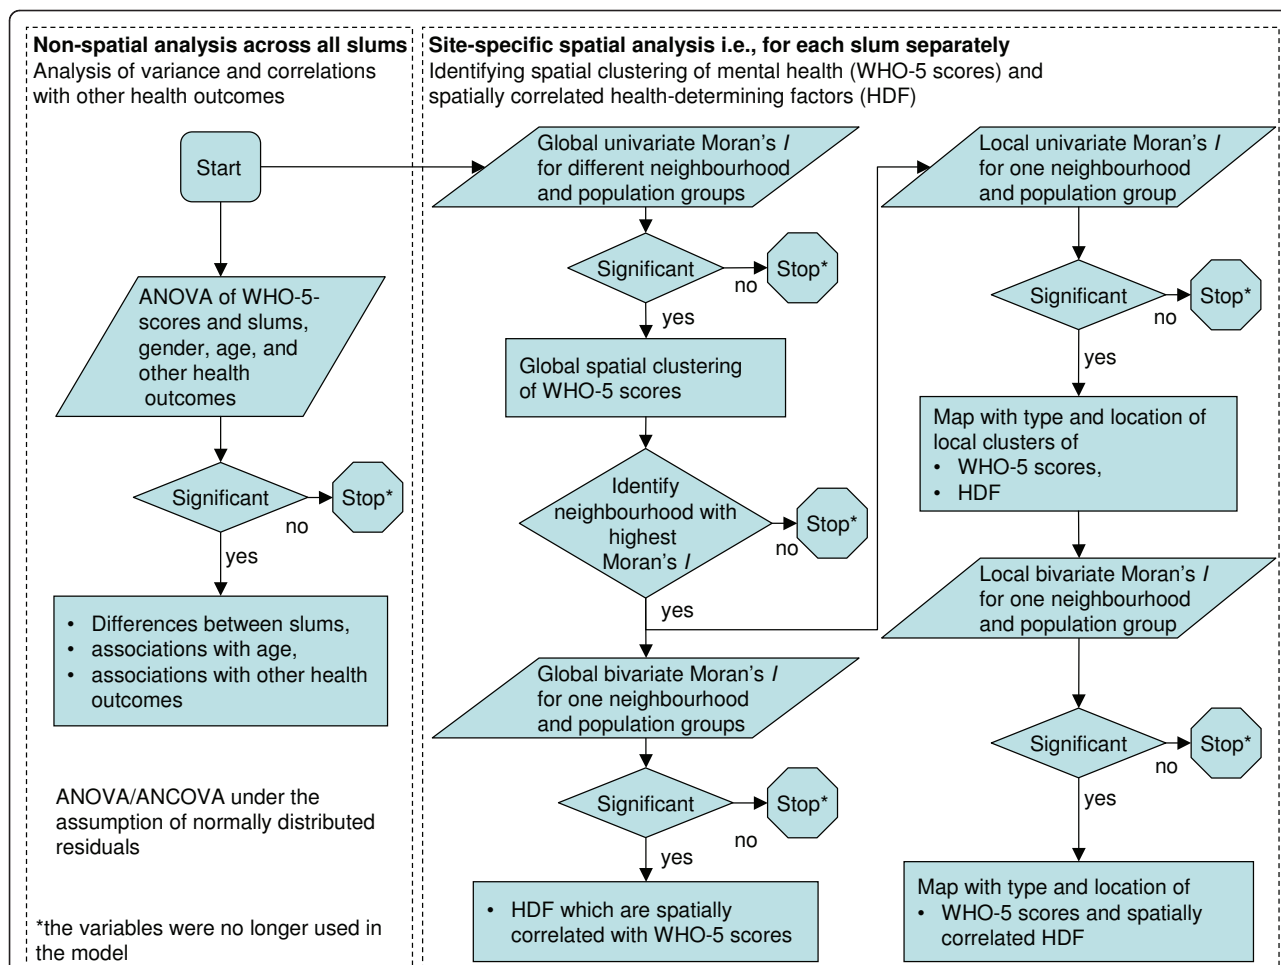 Non-spatial analysis across all slums
Analysis of variance and correlations
with other health outcomes
Start
ANOVA of WHO-5-
scores and slums,
gender, age, and
other health
outcomes
Significant
no
Stop*
yes
• Differences between slums,
• associations with age,
• associations with other health
outcomes
ANOVA/ANCOVA under the
assumption of normally distributed
residuals
*the variables were no longer used in
the model
Site-specific spatial analysis i.e., for each slum separately
Identifying spatial clustering of mental health (WHO-5 scores) and
spatially correlated health-determining factors (HDF)
Global univariate Moran's I
for different neighbourhood
and population groups
Significant
no
Stop*
yes
Global spatial clustering
of WHO-5 scores
Identify
neighbourhood with
highest
Moran's I
no
Stop*
yes
Global bivariate Moran's I
for one neighbourhood
and population groups
Significant
no
Stop*
yes
• HDF which are spatially
correlated with WHO-5 scores
Local univariate Moran's I
for one neighbourhood
and population group
Significant
no
Stop*
yes
Map with type and location of
local clusters of
• WHO-5 scores,
• HDF
Local bivariate Moran's I
for one neighbourhood
and population group
Significant
no
Stop*
yes
Map with type and location of
• WHO-5 scores and spatially
correlated HDF